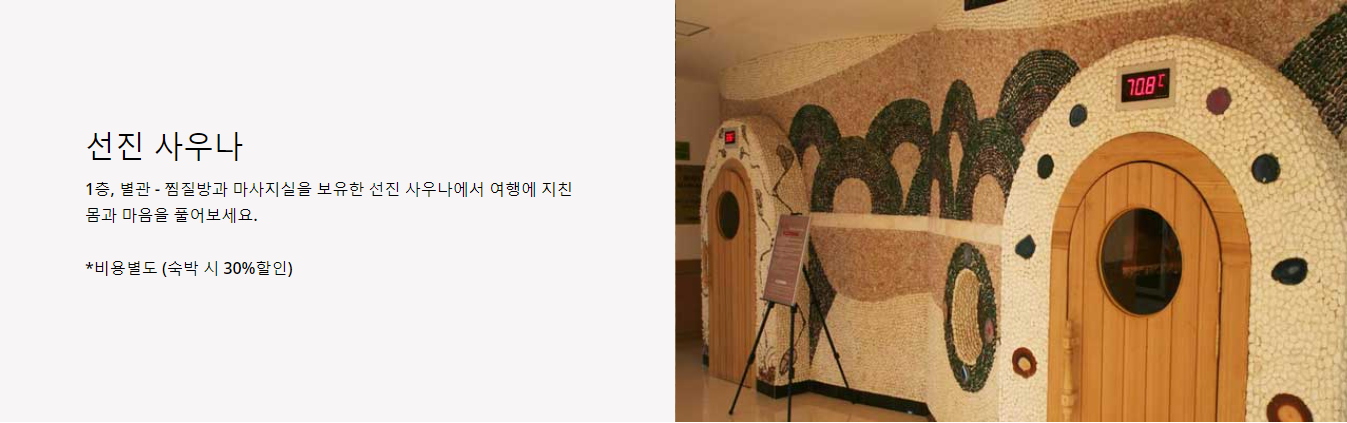 선진 사우나
1층, 별관 - 찜질방과 마사지실을 보유한 선진 사우나에서 여행에 지친
몸과 마음을 풀어보세요.
*비용별도 (숙박 시 30%할인)
70.8℃